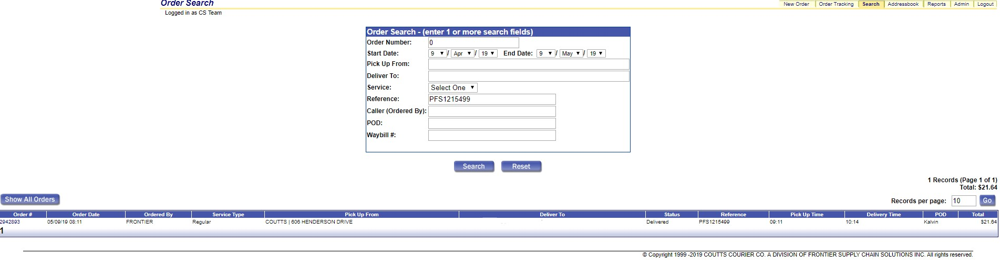 Order Search
New Order Order Tracking Search Addressbook Reports Admin Logout
Logged in as CS Team
Order Search - (enter 1 or more search fields)
Order Number: 0
Start Date: 9 / Apr / 19 End Date: 9 / May / 19
Pick Up From:
Deliver To:
Service: Select One
Reference: PFS1215499
Caller (Ordered By):
POD:
Waybill #:
Search Reset
1 Records (Page 1 of 1)
Total: $21.64
Show All Orders Records per page: 10 Go
Order # Order Date Ordered By Service Type Pick Up From Deliver To Status Reference Pick Up Time Delivery Time POD Total
2942893 05/09/19 08:11 FRONTIER Regular COUTTS | 606 HENDERSON DRIVE Delivered PFS1215499 09:11 10:14 Kalvin $21.64
1
© Copyright 1999 -2019 COUTTS COURIER CO. A DIVISION OF FRONTIER SUPPLY CHAIN SOLUTIONS INC. All rights reserved.